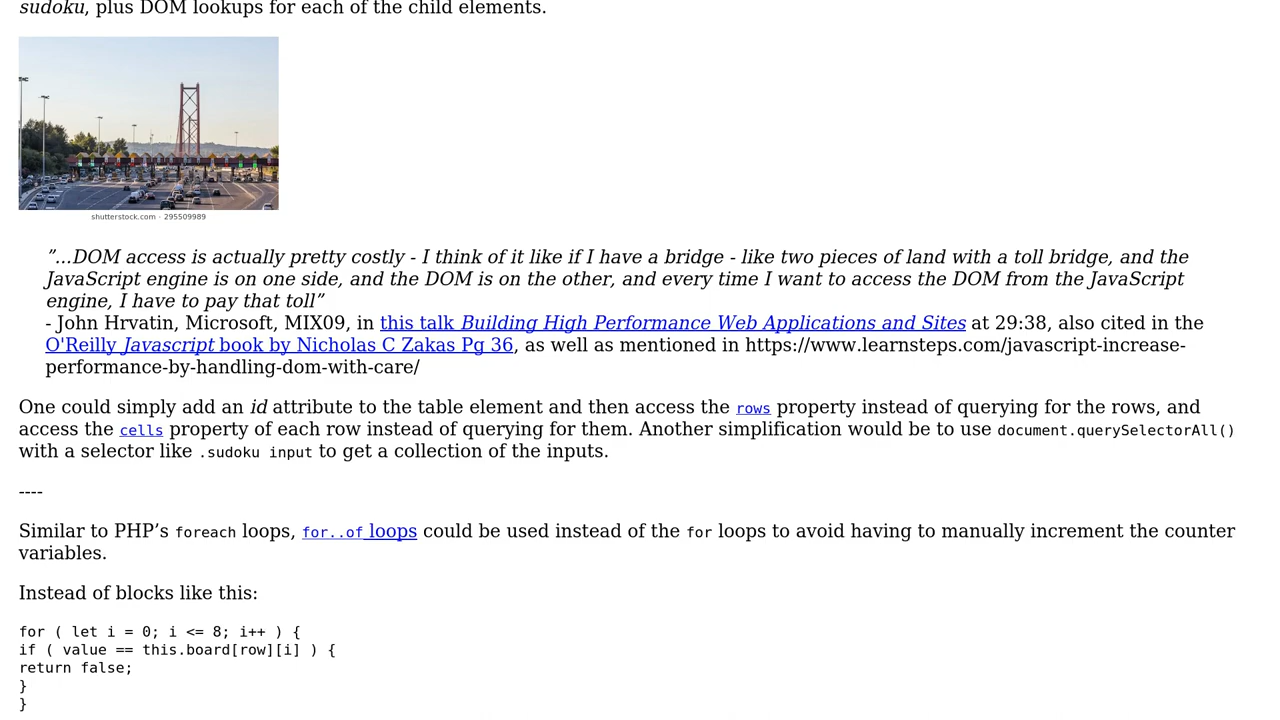 sudoku, plus DOM lookups for each of the child elements.
shutterstock.com · 295509989
”…DOM access is actually pretty costly - I think of it like if I have a bridge - like two pieces of land with a toll bridge, and the
JavaScript engine is on one side, and the DOM is on the other, and every time I want to access the DOM from the JavaScript
engine, I have to pay that toll”
- John Hrvatin, Microsoft, MIX09, in this talk Building High Performance Web Applications and Sites at 29:38, also cited in the
O'Reilly Javascript book by Nicholas C Zakas Pg 36, as well as mentioned in https://www.learnsteps.com/javascript-increase-
performance-by-handling-dom-with-care/
One could simply add an id attribute to the table element and then access the rows property instead of querying for the rows, and
access the cells property of each row instead of querying for them. Another simplification would be to use document.querySelectorAll()
with a selector like .sudoku input to get a collection of the inputs.
----
Similar to PHP’s foreach loops, for..of loops could be used instead of the for loops to avoid having to manually increment the counter
variables.
Instead of blocks like this:
for ( let i = 0; i <= 8; i++ ) {
if ( value == this.board[row][i] ) {
return false;
}
}